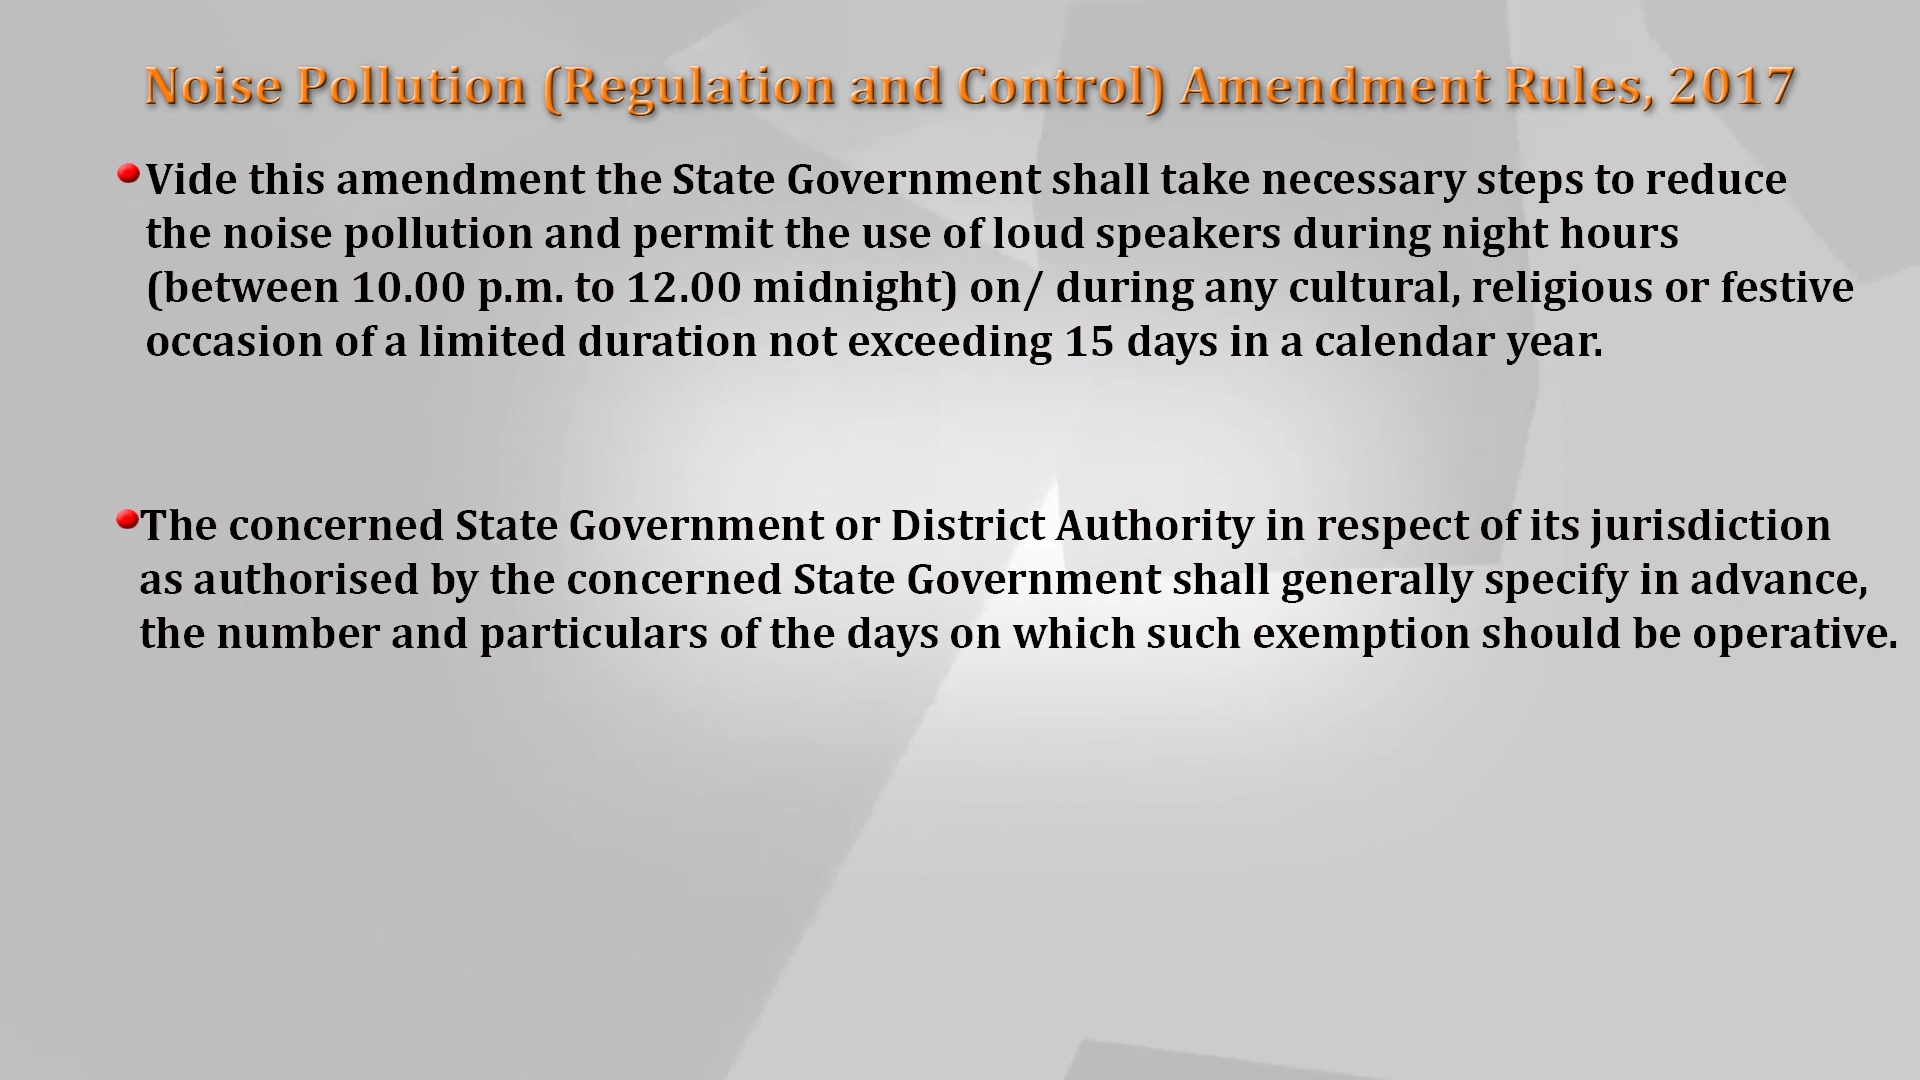 Noise Pollution (Regulation and Control) Amendment Rules, 2017
Vide this amendment the State Government shall take necessary steps to reduce
the noise pollution and permit the use of loud speakers during night hours
(between 10.00 p.m. to 12.00 midnight) on/ during any cultural, religious or festive
occasion of a limited duration not exceeding 15 days in a calendar year.
The concerned State Government or District Authority in respect of its jurisdiction
as authorised by the concerned State Government shall generally specify in advance,
the number and particulars of the days on which such exemption should be operative.